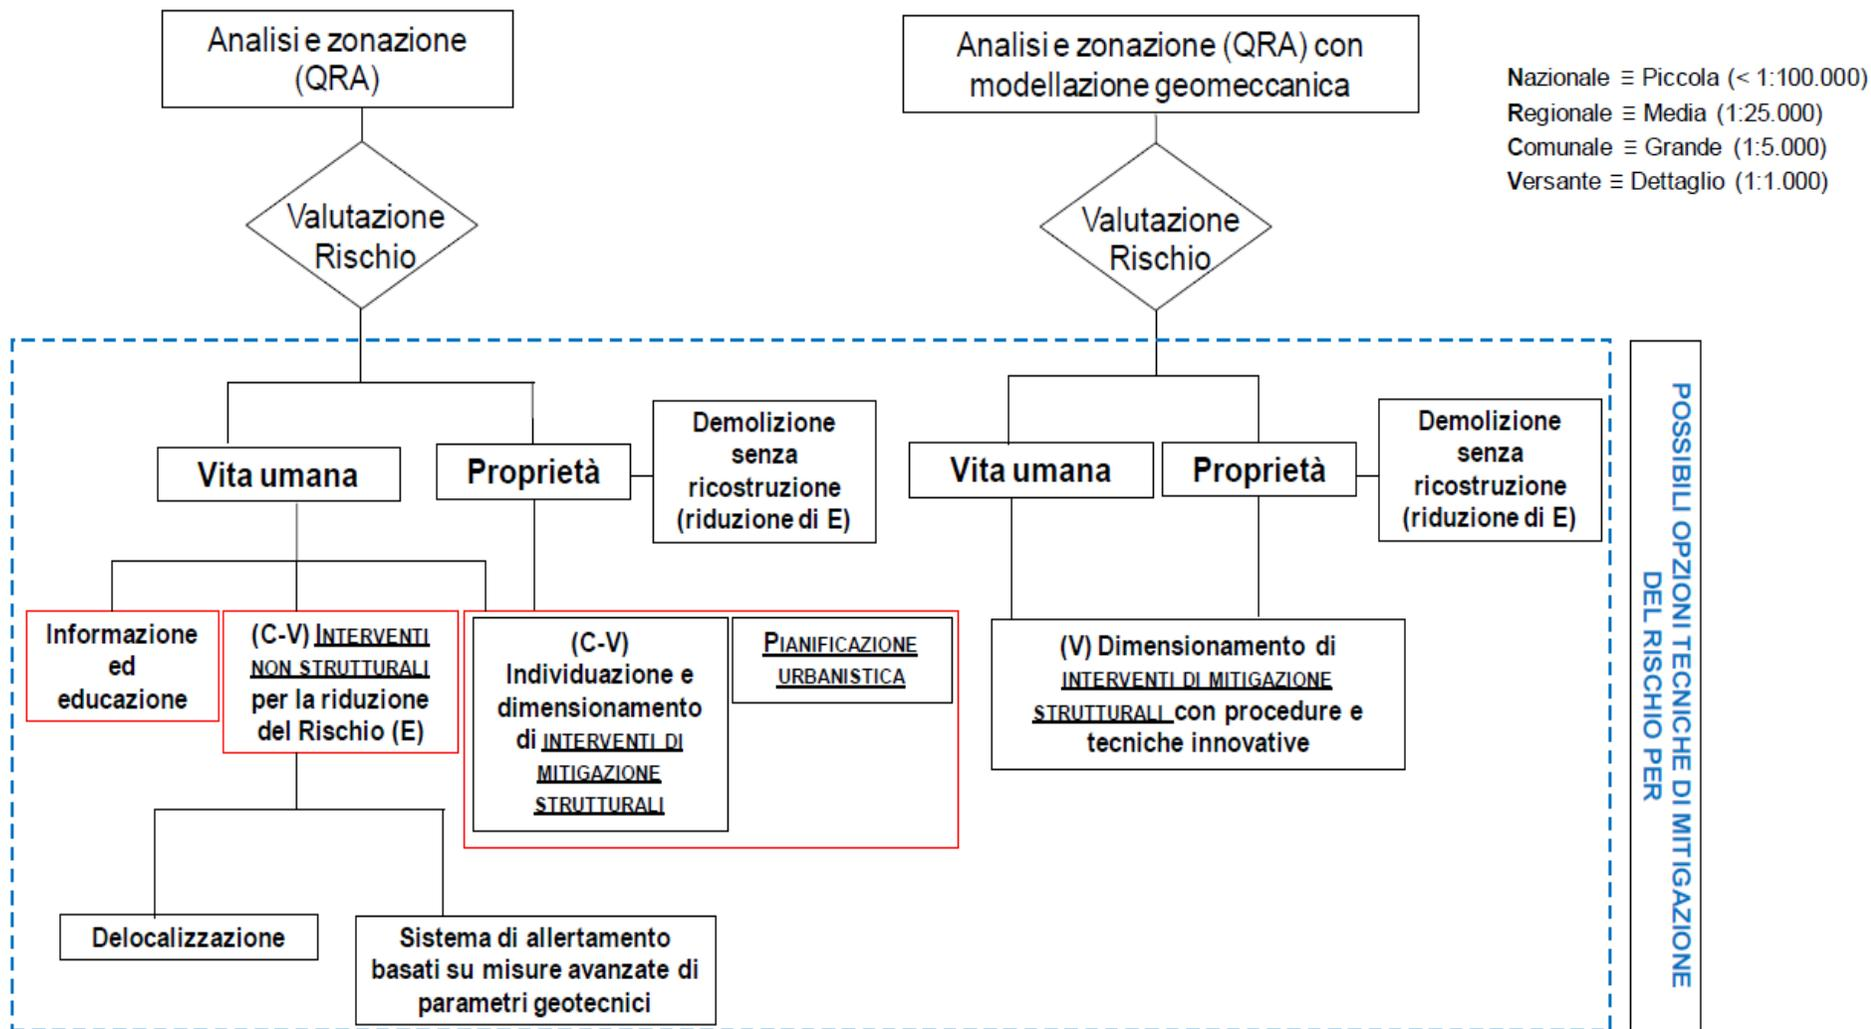 Analisi e zonazione
(QRA)
Valutazione
Rischio
Analisi e zonazione (QRA) con
modellazione geomeccanica
Valutazione
Rischio
Nazionale ≡ Piccola (< 1:100.000)
Regionale ≡ Media (1:25.000)
Comunale ≡ Grande (1:5.000)
Versante ≡ Dettaglio (1:1.000)
Vita umana
Proprietà
Demolizione
senza
ricostruzione
(riduzione di E)
Informazione
ed
educazione
(C-V) INTERVENTI
NON STRUTTURALI
per la riduzione
del Rischio (E)
(C-V)
Individuazione e
dimensionamento
di INTERVENTI DI
MITIGAZIONE
STRUTTURALI
PIANIFICAZIONE
URBANISTICA
Delocalizzazione
Sistema di allertamento
basati su misure avanzate di
parametri geotecnici
Vita umana
Proprietà
Demolizione
senza
ricostruzione
(riduzione di E)
(V) Dimensionamento di
INTERVENTI DI MITIGAZIONE
STRUTTURALI con procedure e
tecniche innovative
POSSIBILI OPZIONI TECNICHE DI MITIGAZIONE
DEL RISCHIO PER